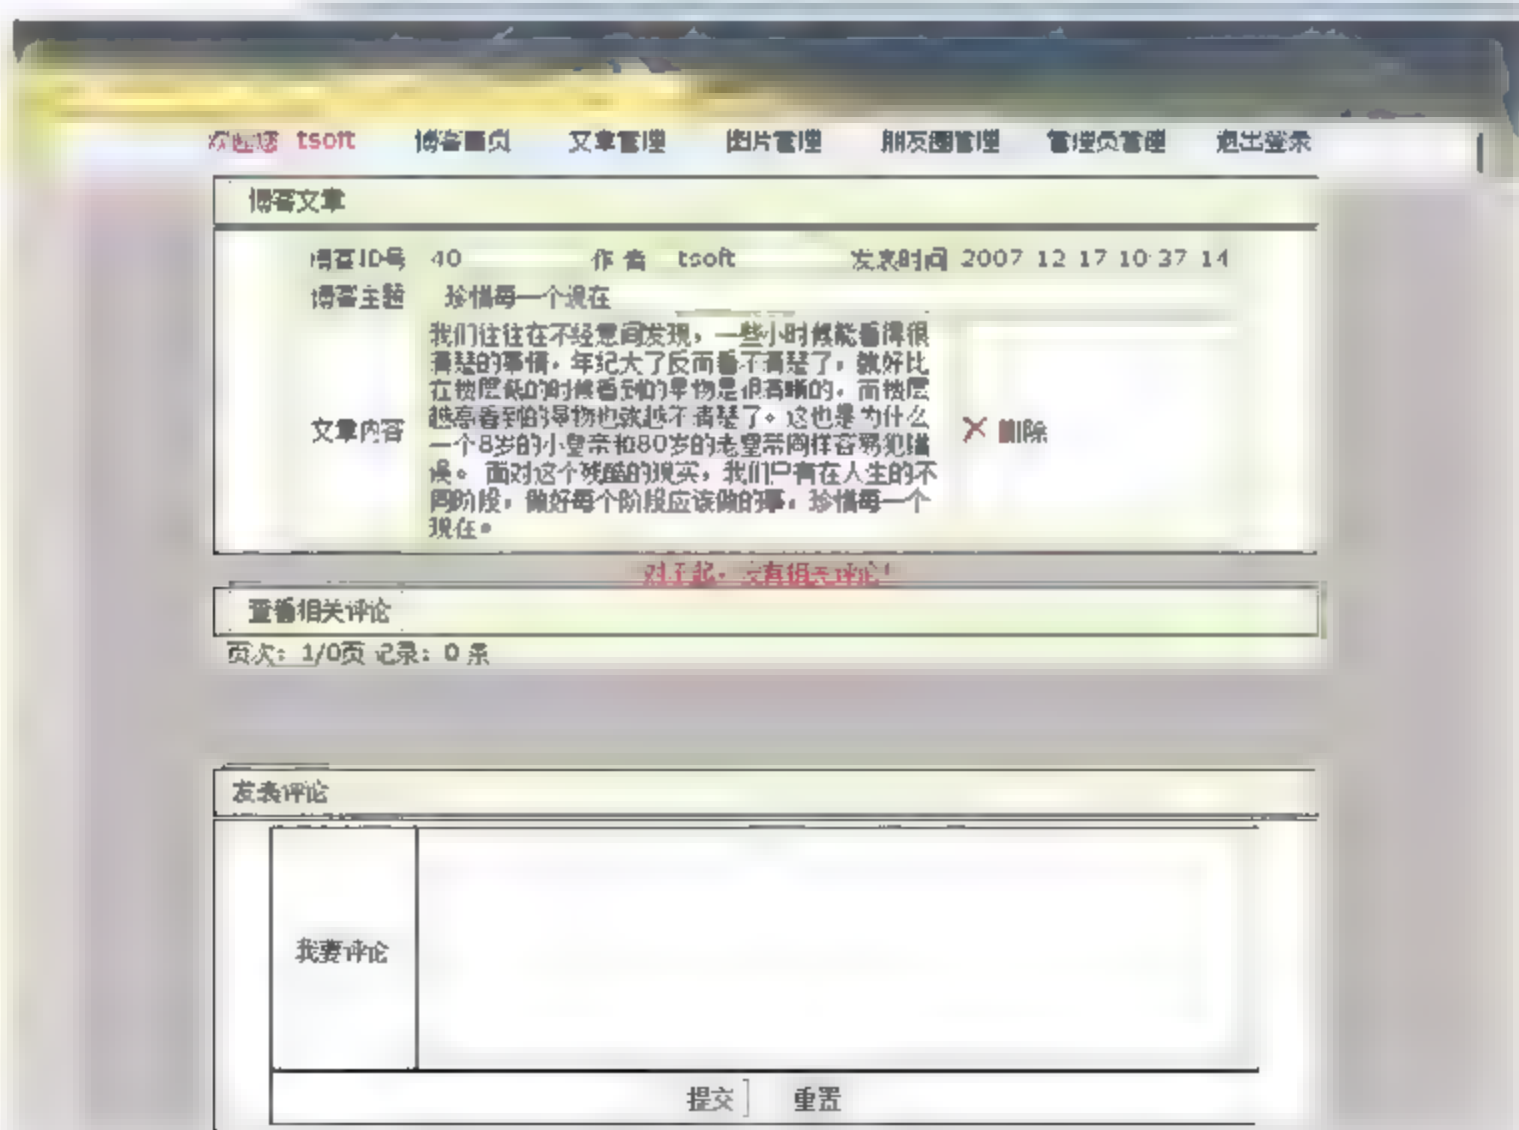 欢迎您 tsoft 博客首页 文章管理 图片管理 朋友圈管理 管理员管理 退出登录
博客文章
博客ID号 40 作 者 tsoft 发表时间 2007-12-17 10:37:14
博客主题 珍惜每一个现在
我们往往在不经意间发现，一些小时候能看得很
清楚的事情，年纪大了反而看不清楚了，就好比
在楼层低的时候看到的景物是很清晰的，而楼层
越高看到的景物也就越不清楚了。这也是为什么
文章内容
一个8岁的小皇帝和80岁的老皇帝同样容易犯错
误。 面对这个残酷的现实，我们只有在人生的不
同阶段，做好每个阶段应该做的事，珍惜每一个
现在。
删除
对不起，没有相关评论！
查看相关评论
页次：1/0页 记录：0 条
发表评论
我要评论
提交 重置